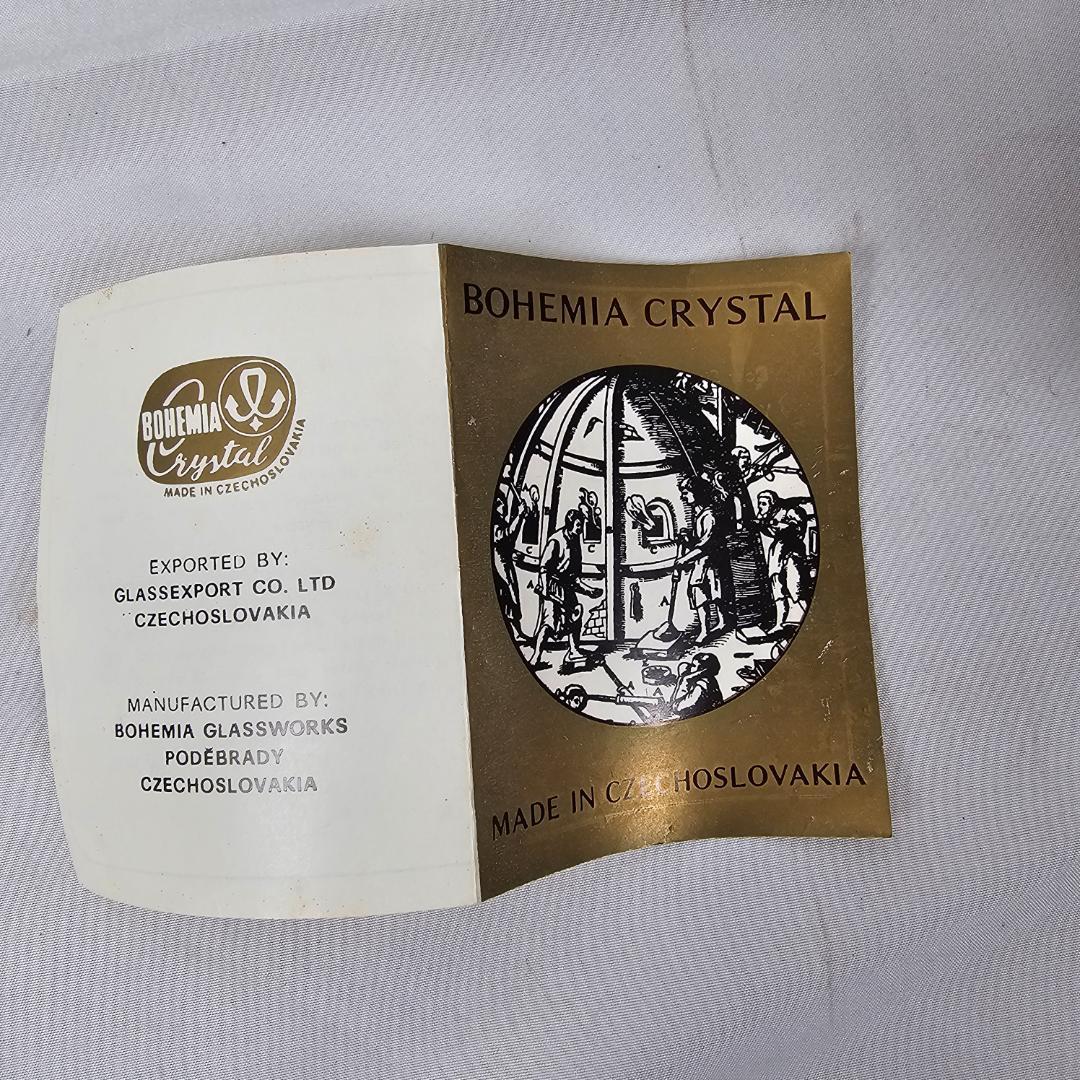 BOHEMIA
Crystal
MADE IN CZECHOSLOVAKIA
EXPORTED BY:
GLASSEXPORT CO. LTD
CZECHOSLOVAKIA
MANUFACTURED BY:
BOHEMIA GLASSWORKS
PODĚBRADY
CZECHOSLOVAKIA
BOHEMIA CRYSTAL
MADE IN CZECHOSLOVAKIA